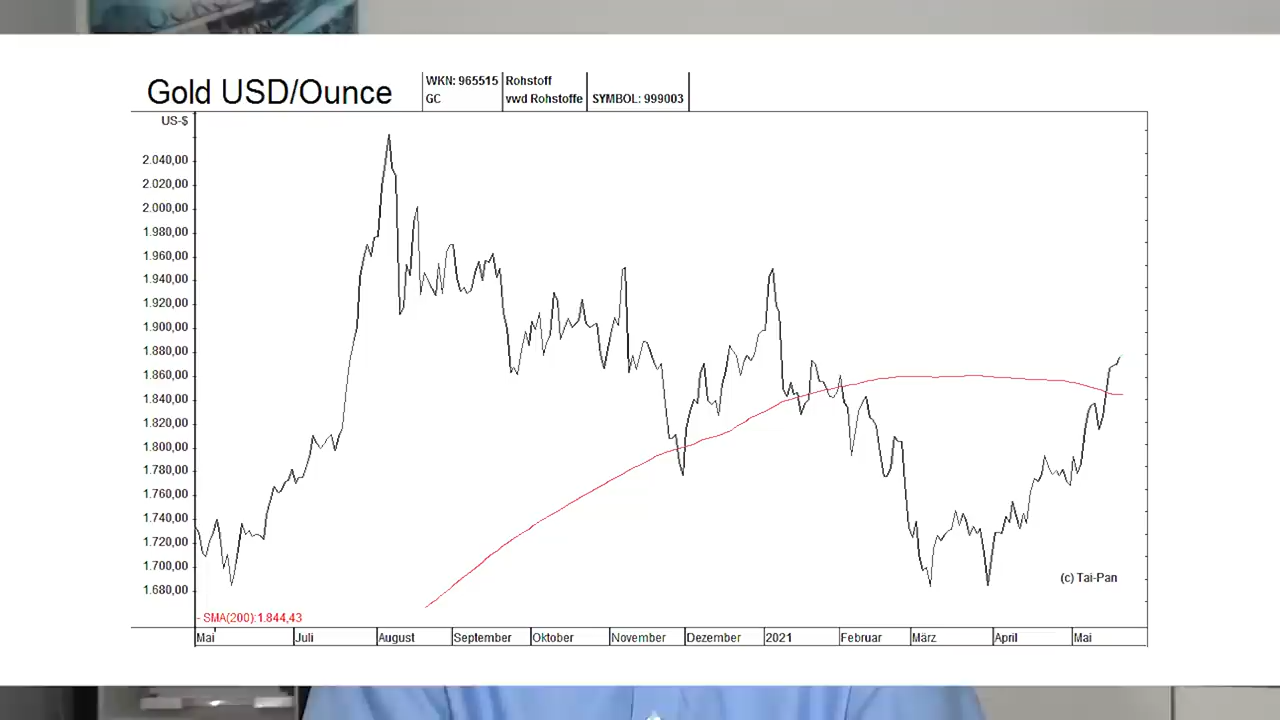 Gold USD/Ounce
WKN: 965515
GC
Rohstoff
vwd Rohstoffe
SYMBOL: 999003
US-$
2.040,00
2.020,00
2.000,00
1.980,00
1.960,00
1.940,00
1.920,00
1.900,00
1.880,00
1.860,00
1.840,00
1.820,00
1.800,00
1.780,00
1.760,00
1.740,00
1.720,00
1.700,00
1.680,00
(c) Tai-Pan
- SMA(200):1.844,43
Mai Juli August September Oktober November Dezember 2021 Februar März April Mai